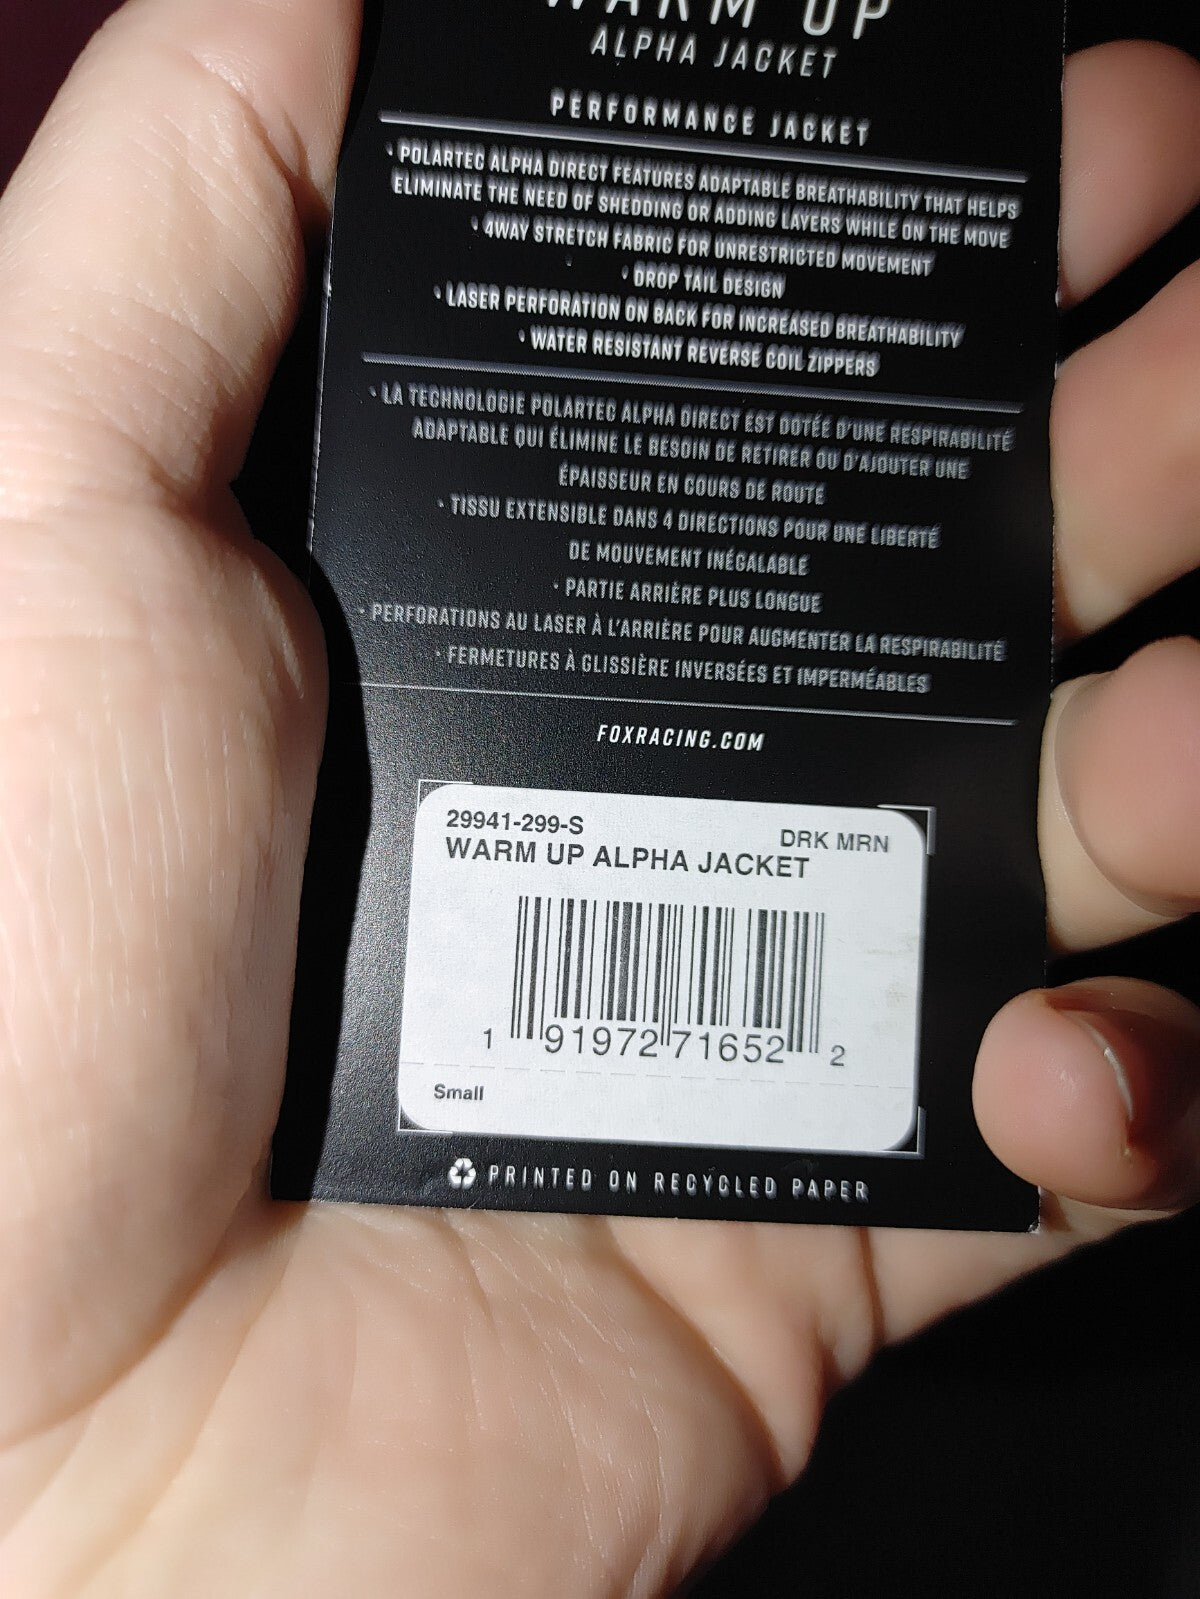 WARM UP
ALPHA JACKET
PERFORMANCE JACKET
• POLARTEC ALPHA DIRECT FEATURES ADAPTABLE BREATHABILITY THAT HELPS
ELIMINATE THE NEED OF SHEDDING OR ADDING LAYERS WHILE ON THE MOVE
• 4WAY STRETCH FABRIC FOR UNRESTRICTED MOVEMENT
• DROP TAIL DESIGN
• LASER PERFORATION ON BACK FOR INCREASED BREATHABILITY
• WATER RESISTANT REVERSE COIL ZIPPERS
• LA TECHNOLOGIE POLARTEC ALPHA DIRECT EST DOTÉE D'UNE RESPIRABILITÉ
ADAPTABLE QUI ÉLIMINE LE BESOIN DE RETIRER OU D'AJOUTER UNE
ÉPAISSEUR EN COURS DE ROUTE
• TISSU EXTENSIBLE DANS 4 DIRECTIONS POUR UNE LIBERTÉ
DE MOUVEMENT INÉGALABLE
• PARTIE ARRIÈRE PLUS LONGUE
• PERFORATIONS AU LASER À L'ARRIÈRE POUR AUGMENTER LA RESPIRABILITÉ
• FERMETURES À GLISSIÈRE INVERSÉES ET IMPERMÉABLES
FOXRACING.COM
29941-299-S DRK MRN
WARM UP ALPHA JACKET
1 91972 71652 2
Small
PRINTED ON RECYCLED PAPER